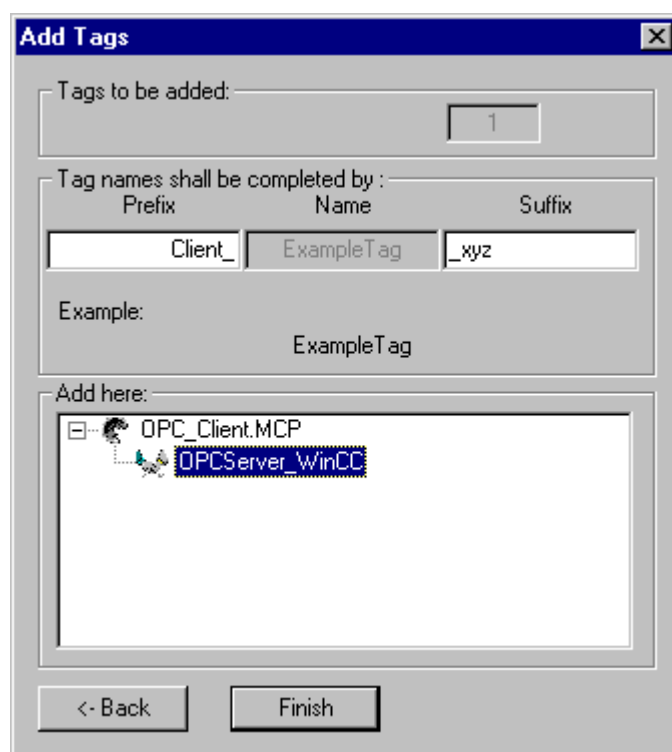 Add Tags
Tags to be added:
1
Tag names shall be completed by :
Prefix Name Suffix
Client_ ExampleTag _xyz
Example:
ExampleTag
Add here:
OPC_Client.MCP
OPCServer_WinCC
<- Back Finish